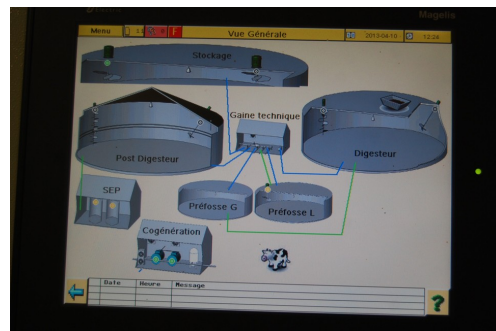 Magelis
Menu F Vue Générale 2013-04-10 12:24
Stockage
Gaine technique
Post Digesteur
Digesteur
SEP
Préfosse G
Préfosse L
Cogénération
Date Heure Message
?